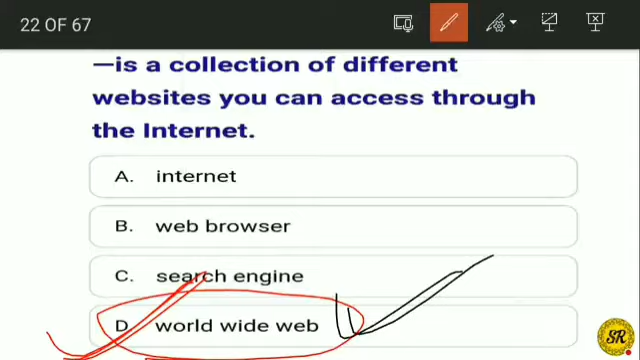 22 OF 67
—is a collection of different
websites you can access through
the Internet.
A. internet
B. web browser
C. search engine
D. world wide web
SR